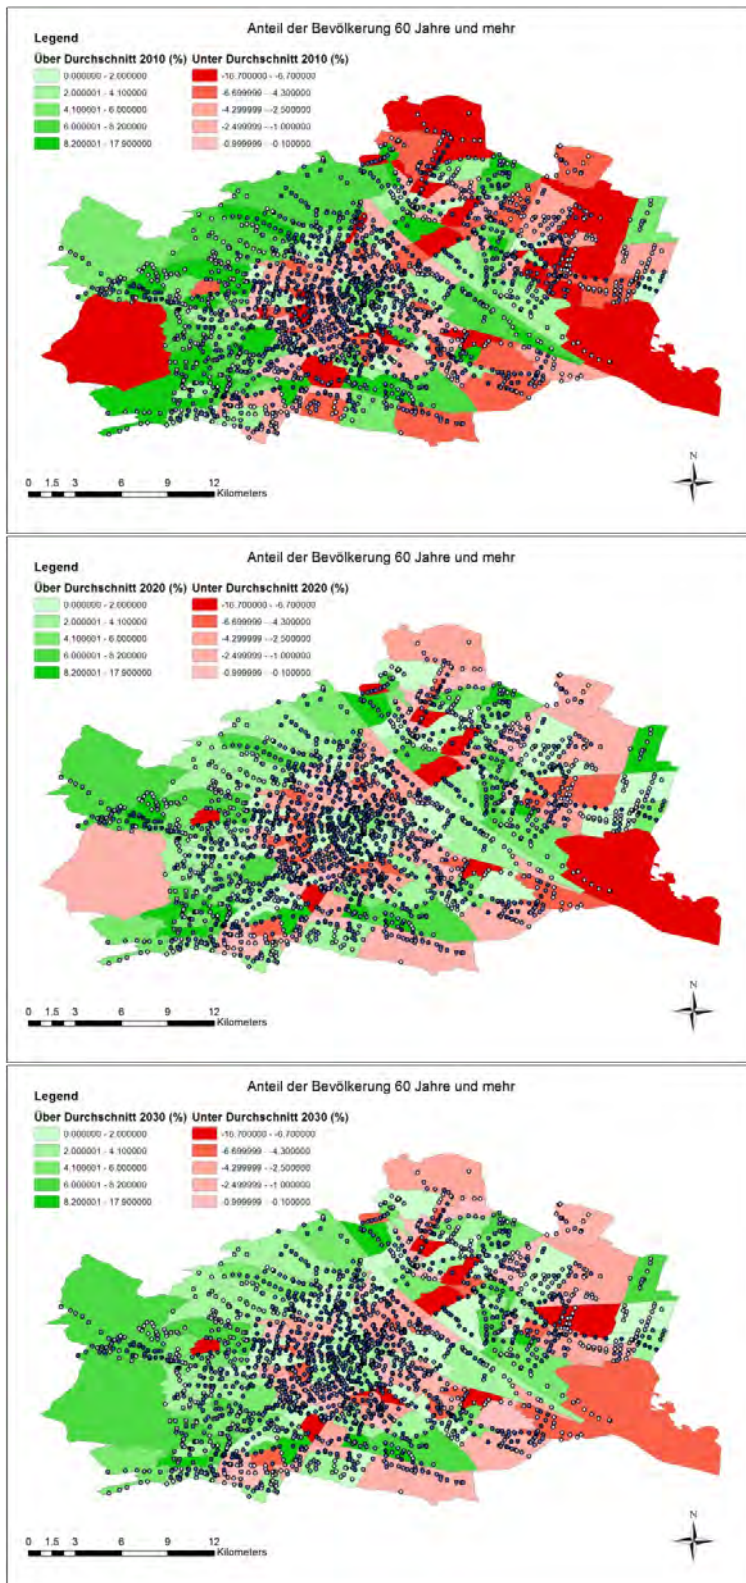 Anteil der Bevölkerung 60 Jahre und mehr
Legend
Über Durchschnitt 2010 (%) Unter Durchschnitt 2010 (%)
0.000000 - 2.000000 -10.700000 - -6.700000
2.000001 - 4.100000 -6.699999 - -4.300000
4.100001 - 6.000000 -4.299999 - -2.500000
6.000001 - 8.200000 -2.499999 - -1.000000
8.200001 - 17.900000 -0.999999 - -0.100000
N
0 1.5 3 6 9 12
Kilometers
Anteil der Bevölkerung 60 Jahre und mehr
Legend
Über Durchschnitt 2020 (%) Unter Durchschnitt 2020 (%)
0.000000 - 2.000000 -10.700000 - -6.700000
2.000001 - 4.100000 -6.699999 - -4.300000
4.100001 - 6.000000 -4.299999 - -2.500000
6.000001 - 8.200000 -2.499999 - -1.000000
8.200001 - 17.900000 -0.999999 - -0.100000
N
0 1.5 3 6 9 12
Kilometers
Anteil der Bevölkerung 60 Jahre und mehr
Legend
Über Durchschnitt 2030 (%) Unter Durchschnitt 2030 (%)
0.000000 - 2.000000 -10.700000 - -6.700000
2.000001 - 4.100000 -6.699999 - -4.300000
4.100001 - 6.000000 -4.299999 - -2.500000
6.000001 - 8.200000 -2.499999 - -1.000000
8.200001 - 17.900000 -0.999999 - -0.100000
N
0 1.5 3 6 9 12
Kilometers